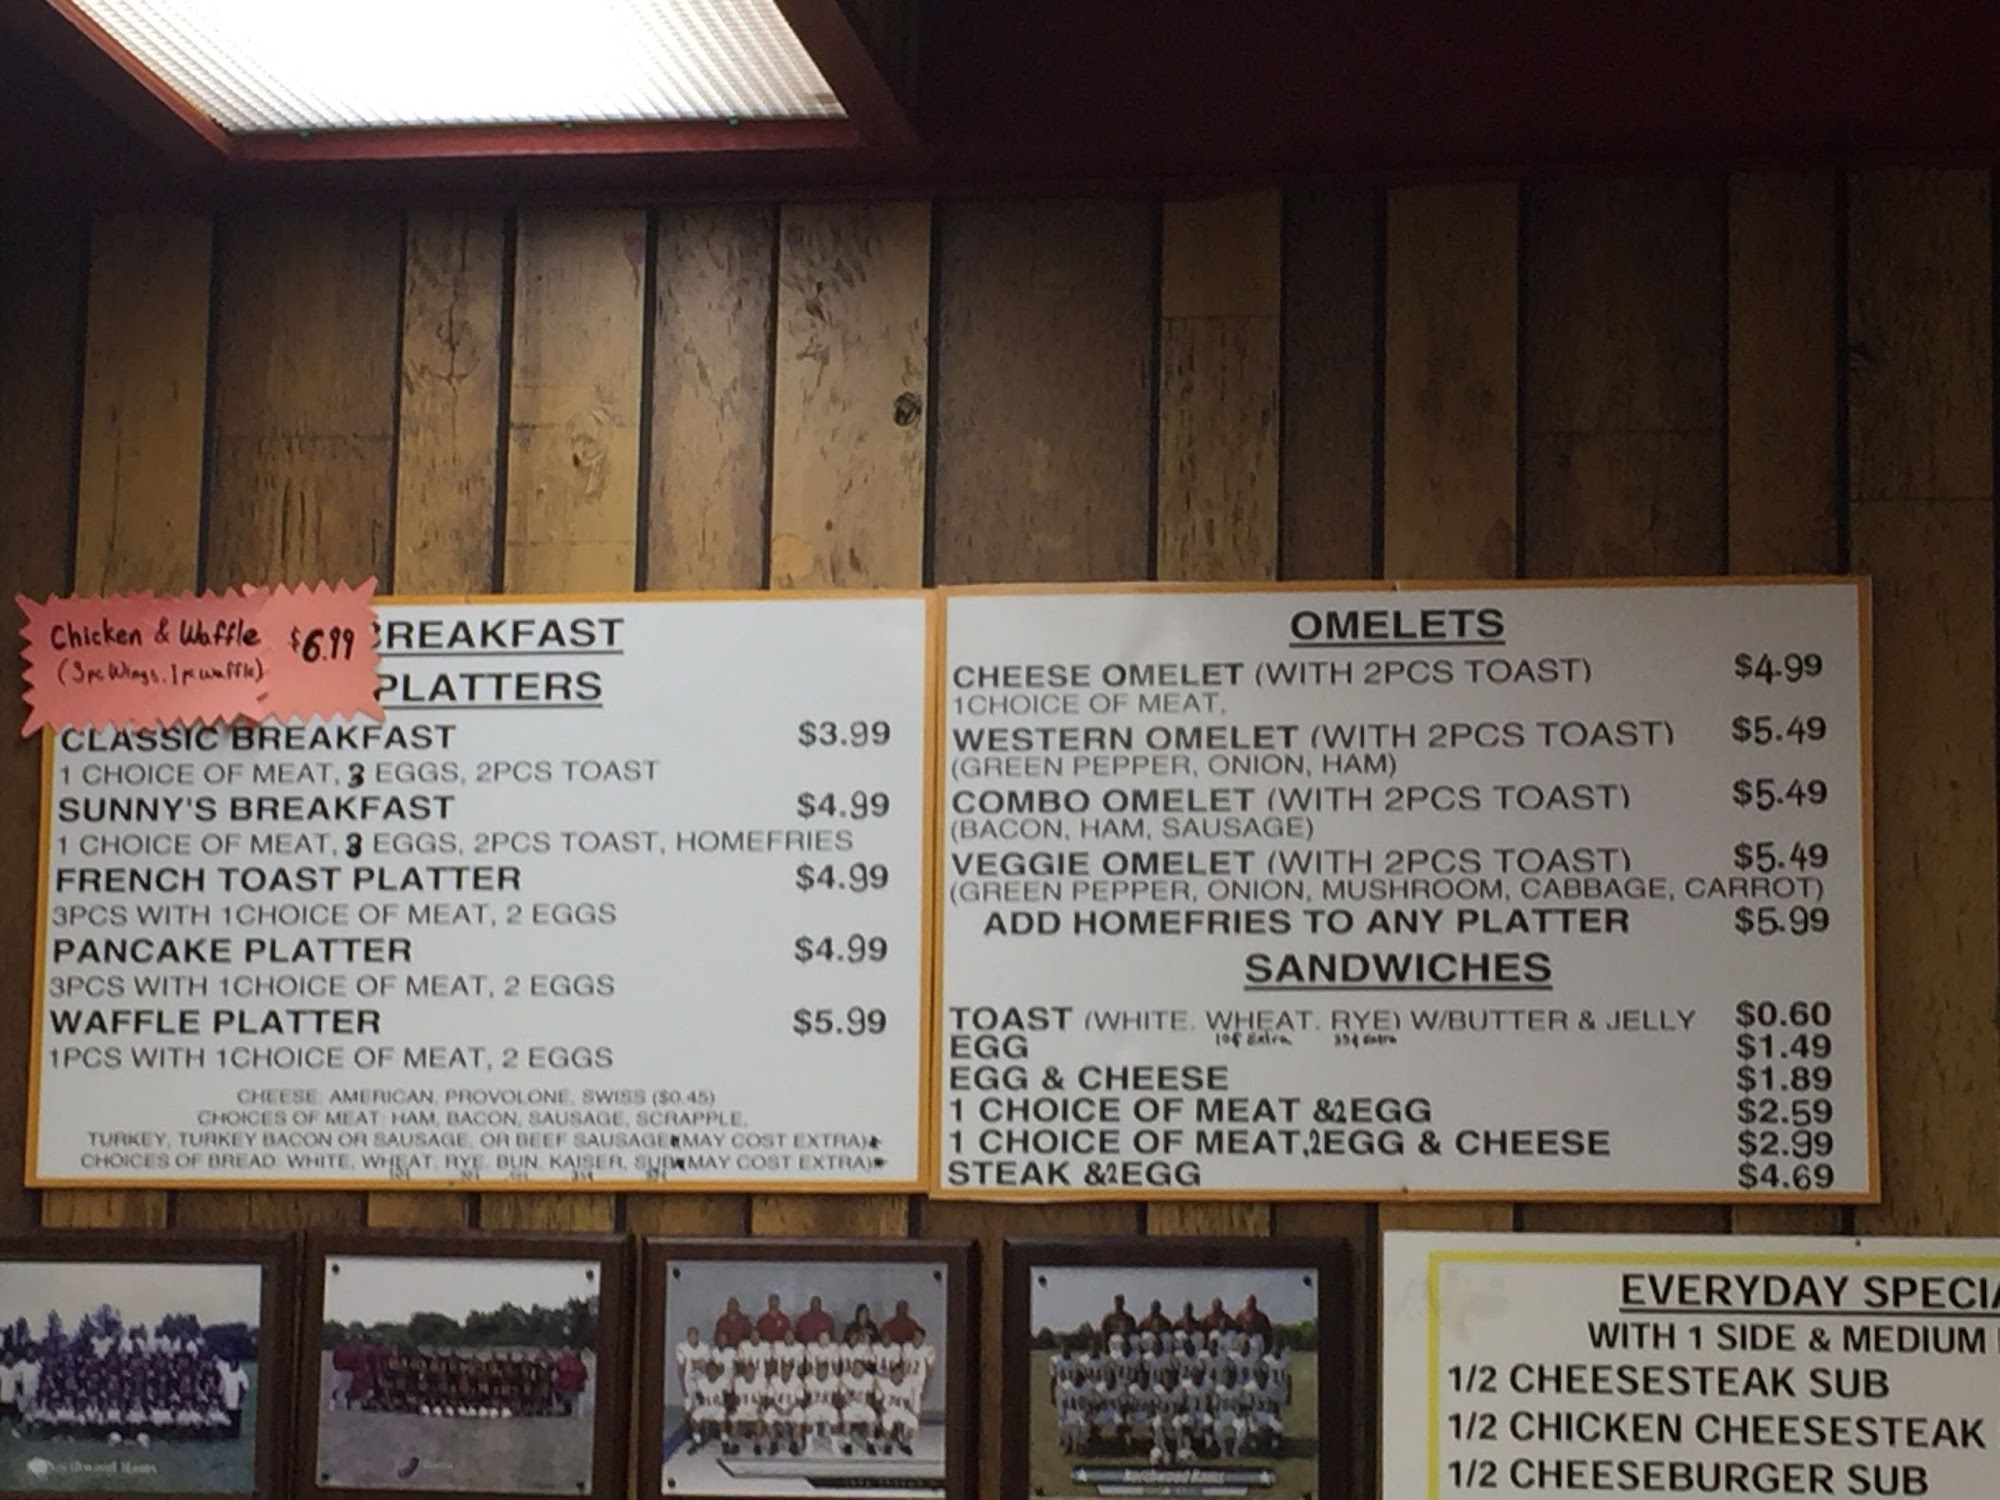 Chicken & Waffle $6.99
(3pc Wings, 1pc waffle)
BREAKFAST
PLATTERS
CLASSIC BREAKFAST $3.99
1 CHOICE OF MEAT, 3 EGGS, 2PCS TOAST
SUNNY'S BREAKFAST $4.99
1 CHOICE OF MEAT, 3 EGGS, 2PCS TOAST, HOMEFRIES
FRENCH TOAST PLATTER $4.99
3PCS WITH 1CHOICE OF MEAT, 2 EGGS
PANCAKE PLATTER $4.99
3PCS WITH 1CHOICE OF MEAT, 2 EGGS
WAFFLE PLATTER $5.99
1PCS WITH 1CHOICE OF MEAT, 2 EGGS
CHEESE: AMERICAN, PROVOLONE, SWISS ($0.45)
CHOICES OF MEAT: HAM, BACON, SAUSAGE, SCRAPPLE,
TURKEY, TURKEY BACON OR SAUSAGE, OR BEEF SAUSAGE (MAY COST EXTRA)
CHOICES OF BREAD: WHITE, WHEAT, RYE, BUN, KAISER, SUB (MAY COST EXTRA)
OMELETS
CHEESE OMELET (WITH 2PCS TOAST) $4.99
1CHOICE OF MEAT,
WESTERN OMELET (WITH 2PCS TOAST) $5.49
(GREEN PEPPER, ONION, HAM)
COMBO OMELET (WITH 2PCS TOAST) $5.49
(BACON, HAM, SAUSAGE)
VEGGIE OMELET (WITH 2PCS TOAST) $5.49
(GREEN PEPPER, ONION, MUSHROOM, CABBAGE, CARROT)
ADD HOMEFRIES TO ANY PLATTER $5.99
SANDWICHES
TOAST (WHITE, WHEAT, RYE) W/BUTTER & JELLY $0.60
10¢ Extra 35¢ extra
EGG $1.49
EGG & CHEESE $1.89
1 CHOICE OF MEAT &2EGG $2.59
1 CHOICE OF MEAT,2EGG & CHEESE $2.99
STEAK &2EGG $4.69
Northwood Rams
Northwood Rams
EVERYDAY SPECIA
WITH 1 SIDE & MEDIUM
1/2 CHEESESTEAK SUB
1/2 CHICKEN CHEESESTEAK
1/2 CHEESEBURGER SUB